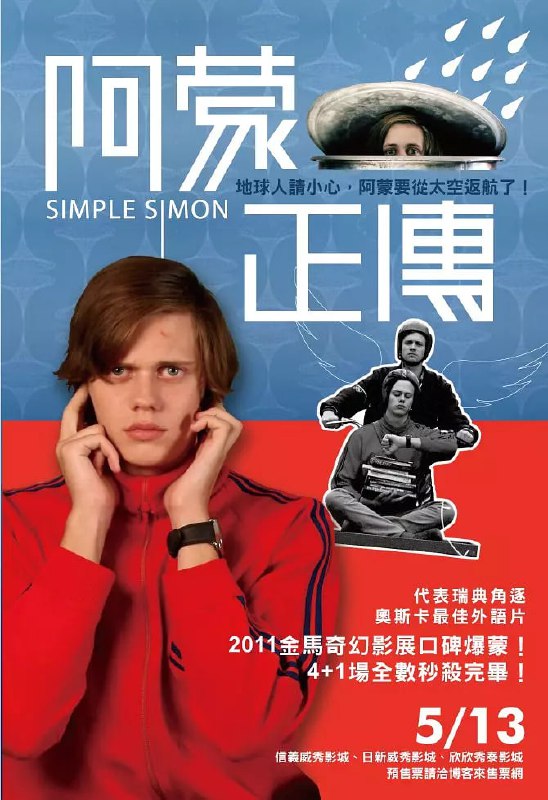 阿蒙
地球人請小心，阿蒙要從太空返航了！
SIMPLE SIMON
正傳
代表瑞典角逐
奧斯卡最佳外語片
2011金馬奇幻影展口碑爆蒙！
4+1場全數秒殺完畢！
5/13
信義威秀影城、日新威秀影城、欣欣秀泰影城
預售票請洽博客來售票網